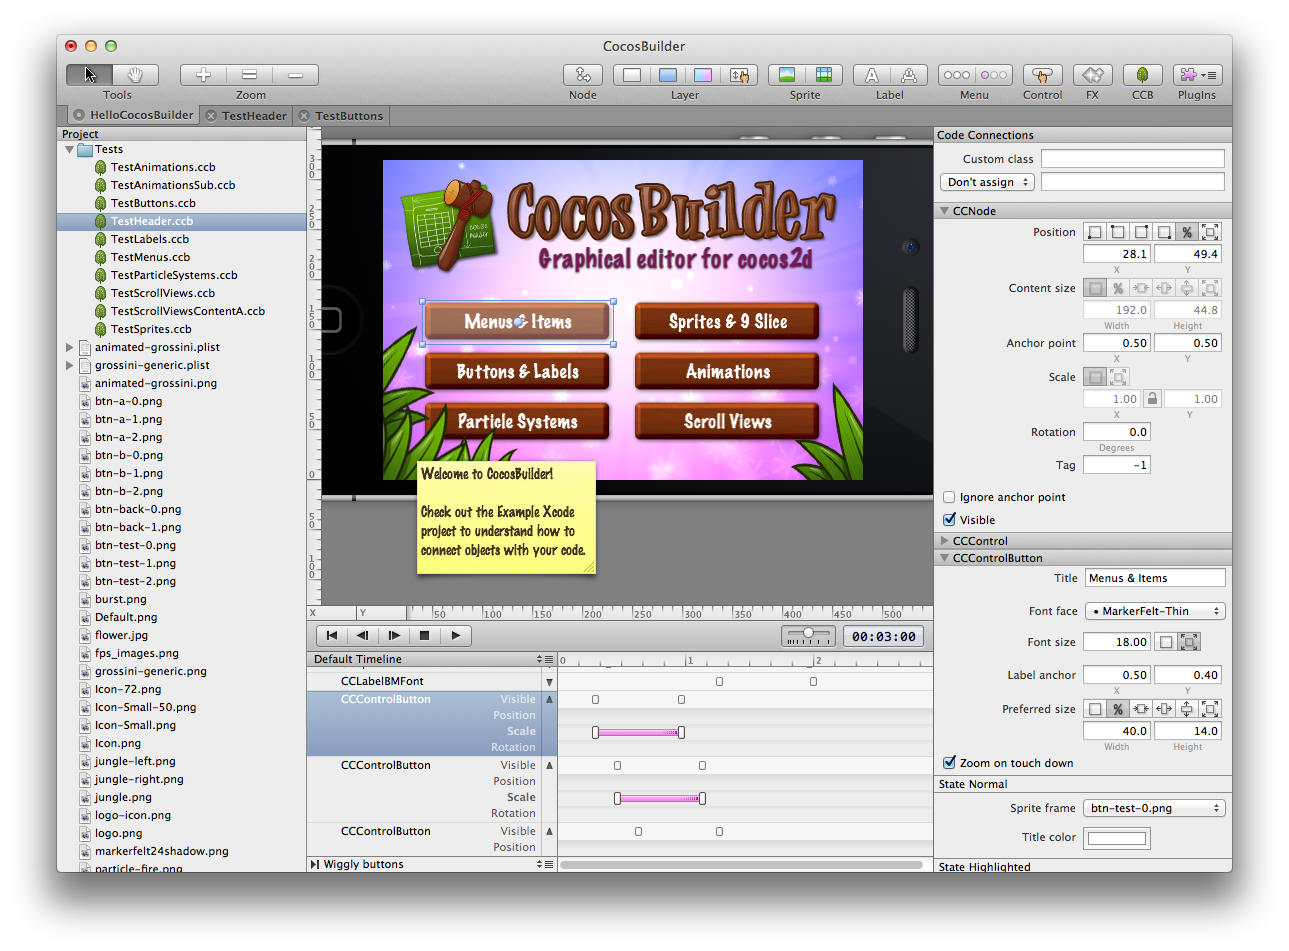 CocosBuilder
Tools
Zoom
Node
Layer
Sprite
Label
Menu
Control
FX
CCB
PlugIns
HelloCocosBuilder
TestHeader
TestButtons
Project
Tests
TestAnimations.ccb
TestAnimationsSub.ccb
TestButtons.ccb
TestHeader.ccb
TestLabels.ccb
TestMenus.ccb
TestParticleSystems.ccb
TestScrollViews.ccb
TestScrollViewsContentA.ccb
TestSprites.ccb
animated-grossini.plist
grossini-generic.plist
animated-grossini.png
btn-a-0.png
btn-a-1.png
btn-a-2.png
btn-b-0.png
btn-b-1.png
btn-b-2.png
btn-back-0.png
btn-back-1.png
btn-test-0.png
btn-test-1.png
btn-test-2.png
burst.png
Default.png
flower.jpg
fps_images.png
grossini-generic.png
Icon-72.png
Icon-Small-50.png
Icon-Small.png
Icon.png
jungle-left.png
jungle-right.png
jungle.png
logo-icon.png
logo.png
markerfelt24shadow.png
particle-fire.png
300
250
200
150
100
50
0
50
100
CocosBuilder
Graphical editor for cocos2d
cocos
builder
Menus & Items
Sprites & 9 Slice
Buttons & Labels
Animations
Particle Systems
Scroll Views
Welcome to CocosBuilder!
Check out the Example Xcode
project to understand how to
connect objects with your code.
X Y 50 100 150 200 250 300 350 400 450 500
00:03:00
Default Timeline
0 1 2
CCLabelBMFont
CCControlButton Visible
Position
Scale
Rotation
CCControlButton Visible
Position
Scale
Rotation
CCControlButton Visible
Position
Wiggly buttons
Code Connections
Custom class
Don't assign
CCNode
Position %
28.1 49.4
X Y
Content size %
192.0 44.8
Width Height
Anchor point 0.50 0.50
X Y
Scale
1.00 1.00
X Y
Rotation 0.0
Degrees
Tag -1
Ignore anchor point
Visible
CCControl
CCControlButton
Title Menus & Items
Font face • MarkerFelt-Thin
Font size 18.00
Label anchor 0.50 0.40
X Y
Preferred size %
40.0 14.0
Width Height
Zoom on touch down
State Normal
Sprite frame btn-test-0.png
Title color
State Highlighted